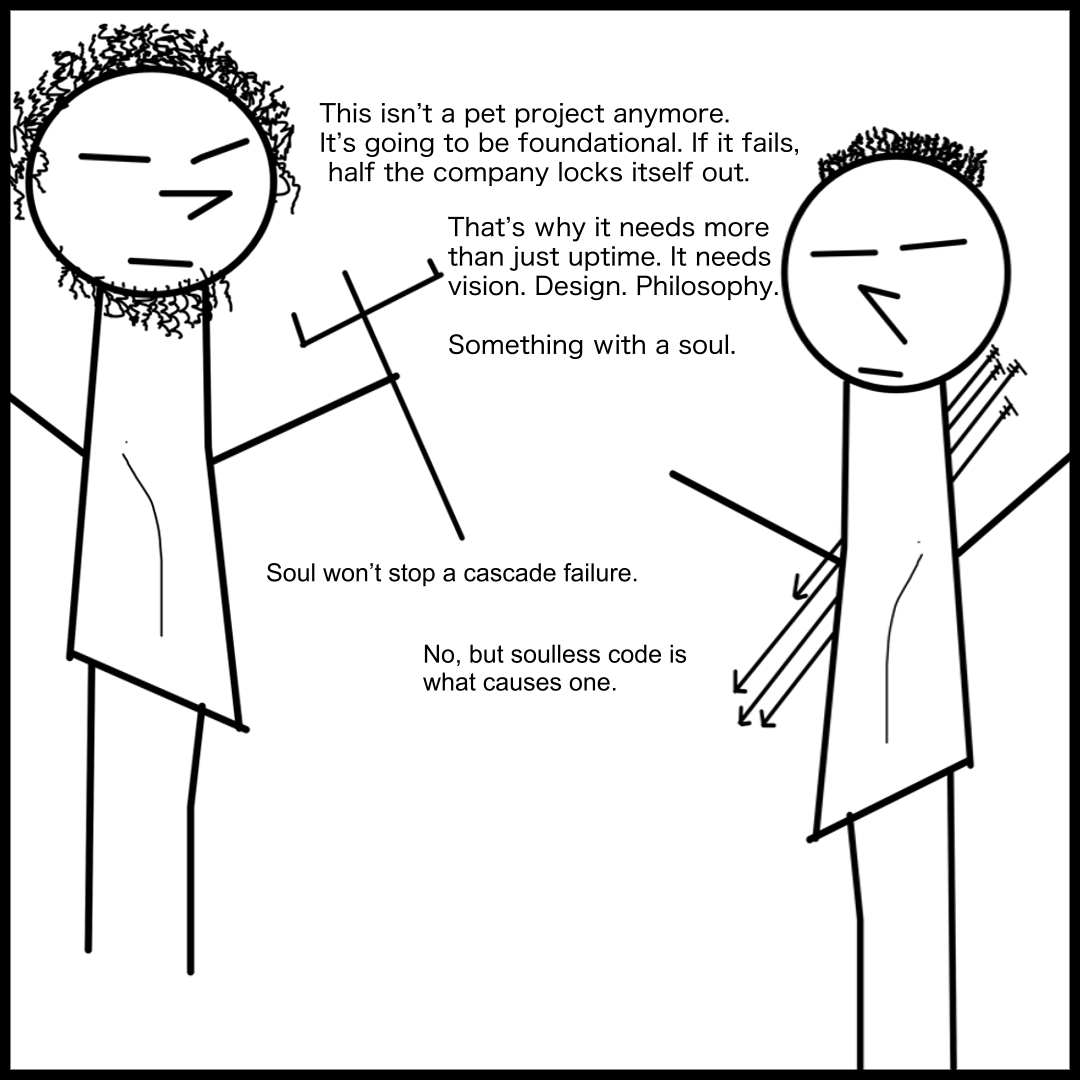 This isn’t a pet project anymore.
It’s going to be foundational. If it fails,
half the company locks itself out.
That’s why it needs more
than just uptime. It needs
vision. Design. Philosophy.
Something with a soul.
Soul won’t stop a cascade failure.
No, but soulless code is
what causes one.